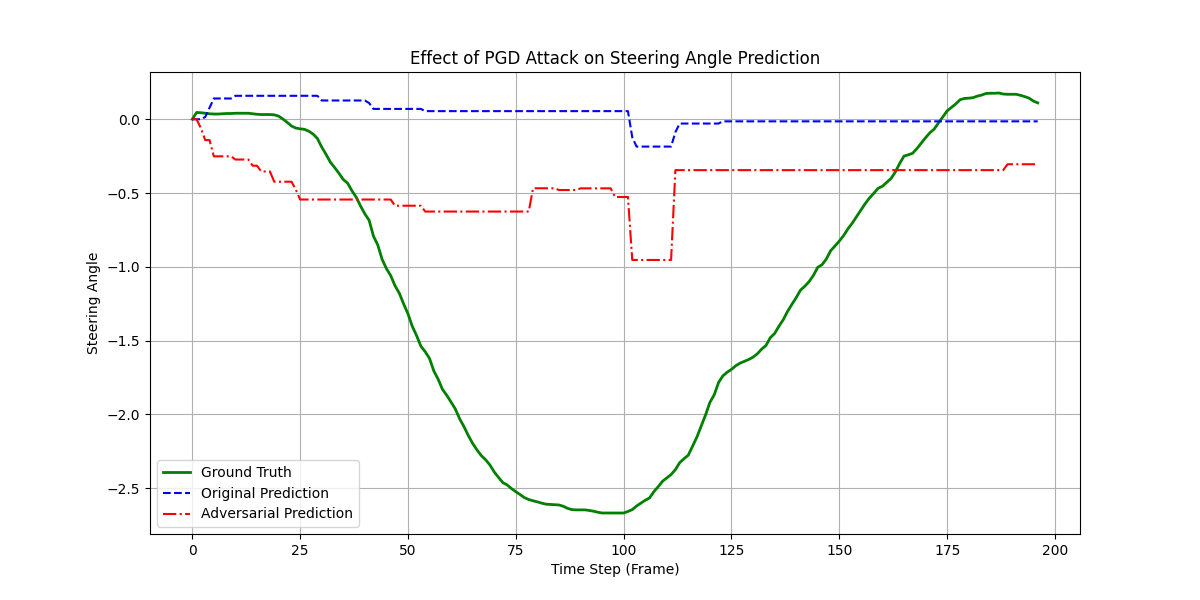 Effect of PGD Attack on Steering Angle Prediction
Steering Angle
0.0
−0.5
−1.0
−1.5
−2.0
−2.5
Ground Truth
Original Prediction
Adversarial Prediction
0 25 50 75 100 125 150 175 200
Time Step (Frame)